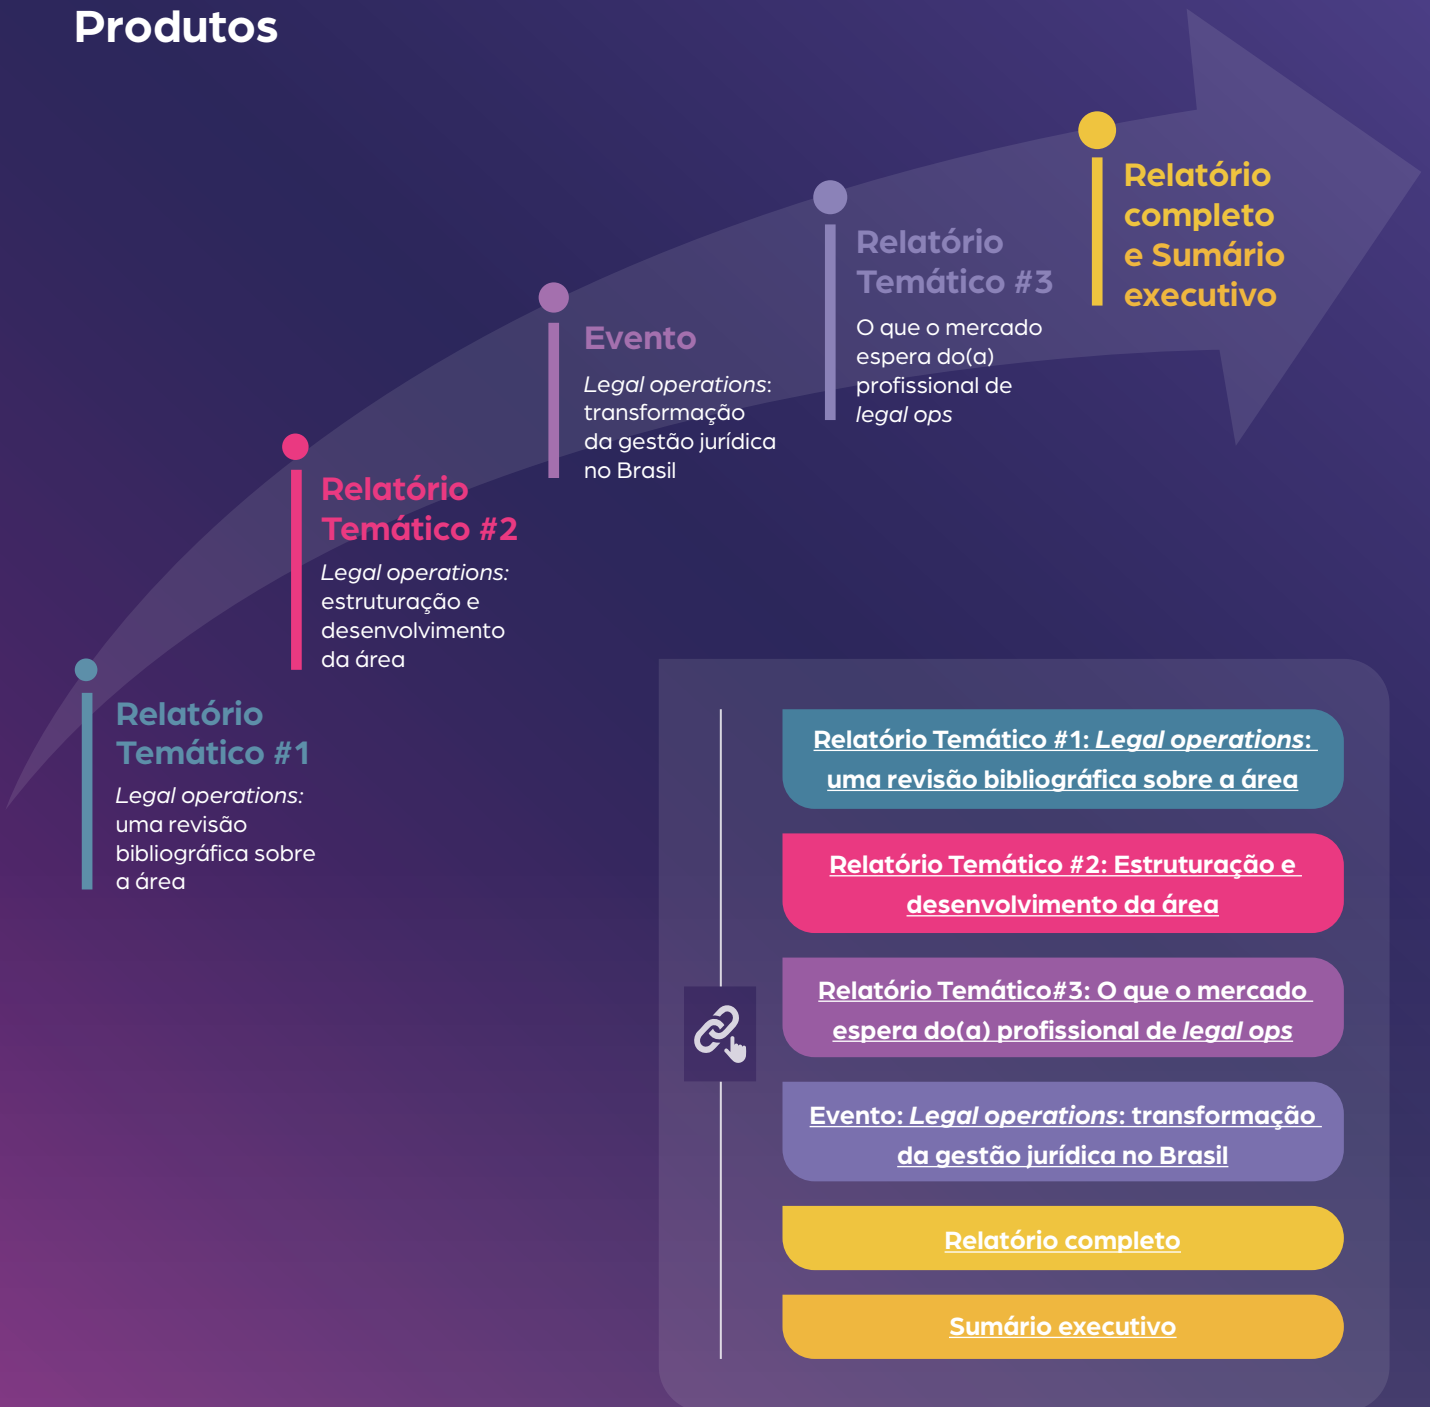 Produtos
Relatório
Temático #1
Legal operations:
uma revisão
bibliográfica sobre
a área
Relatório
Temático #2
Legal operations:
estruturação e
desenvolvimento
da área
Evento
Legal operations:
transformação
da gestão jurídica
no Brasil
Relatório
Temático #3
O que o mercado
espera do(a)
profissional de
legal ops
Relatório
completo
e Sumário
executivo
Relatório Temático #1: Legal operations:
uma revisão bibliográfica sobre a área
Relatório Temático #2: Estruturação e
desenvolvimento da área
Relatório Temático#3: O que o mercado
espera do(a) profissional de legal ops
Evento: Legal operations: transformação
da gestão jurídica no Brasil
Relatório completo
Sumário executivo